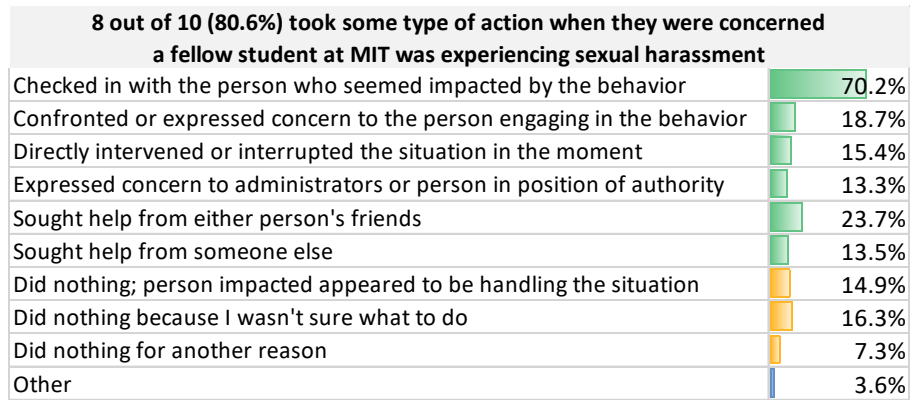 8 out of 10 (80.6%) took some type of action when they were concerned
a fellow student at MIT was experiencing sexual harassment
Checked in with the person who seemed impacted by the behavior 70.2%
Confronted or expressed concern to the person engaging in the behavior 18.7%
Directly intervened or interrupted the situation in the moment 15.4%
Expressed concern to administrators or person in position of authority 13.3%
Sought help from either person's friends 23.7%
Sought help from someone else 13.5%
Did nothing; person impacted appeared to be handling the situation 14.9%
Did nothing because I wasn't sure what to do 16.3%
Did nothing for another reason 7.3%
Other 3.6%